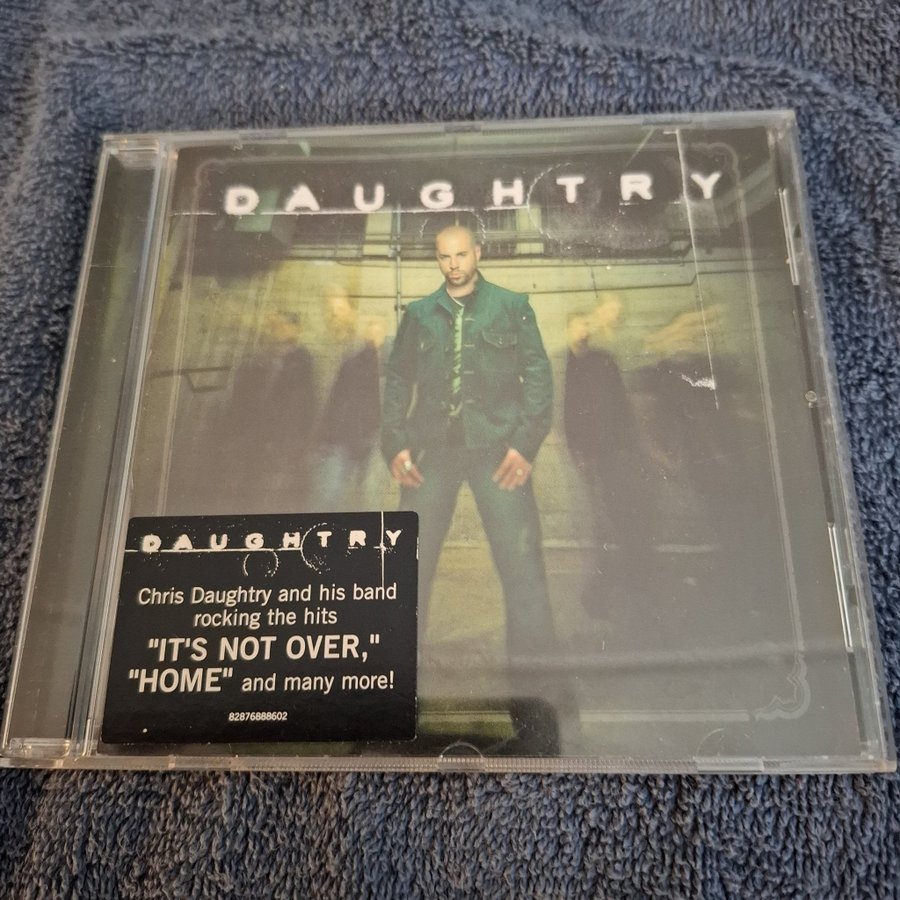 DAUGHTRY
DAUGHTRY
Chris Daughtry and his band
rocking the hits
"IT'S NOT OVER,"
"HOME" and many more!
82876888602